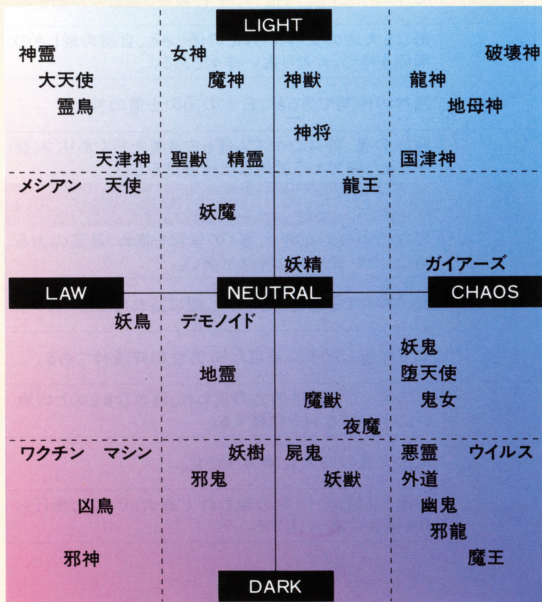 LIGHT
神霊 女神 破壊神
大天使 魔神 神獣 龍神
霊鳥 地母神
神将
天津神 聖獣 精霊 国津神
メシアン 天使 龍王
妖魔
妖精 ガイアーズ
LAW NEUTRAL CHAOS
妖鳥 デモノイド
妖鬼
地霊 堕天使
魔獣 鬼女
夜魔
ワクチン マシン 妖樹 屍鬼 悪霊 ウイルス
邪鬼 妖獣 外道
凶鳥 幽鬼
邪龍
邪神 魔王
DARK